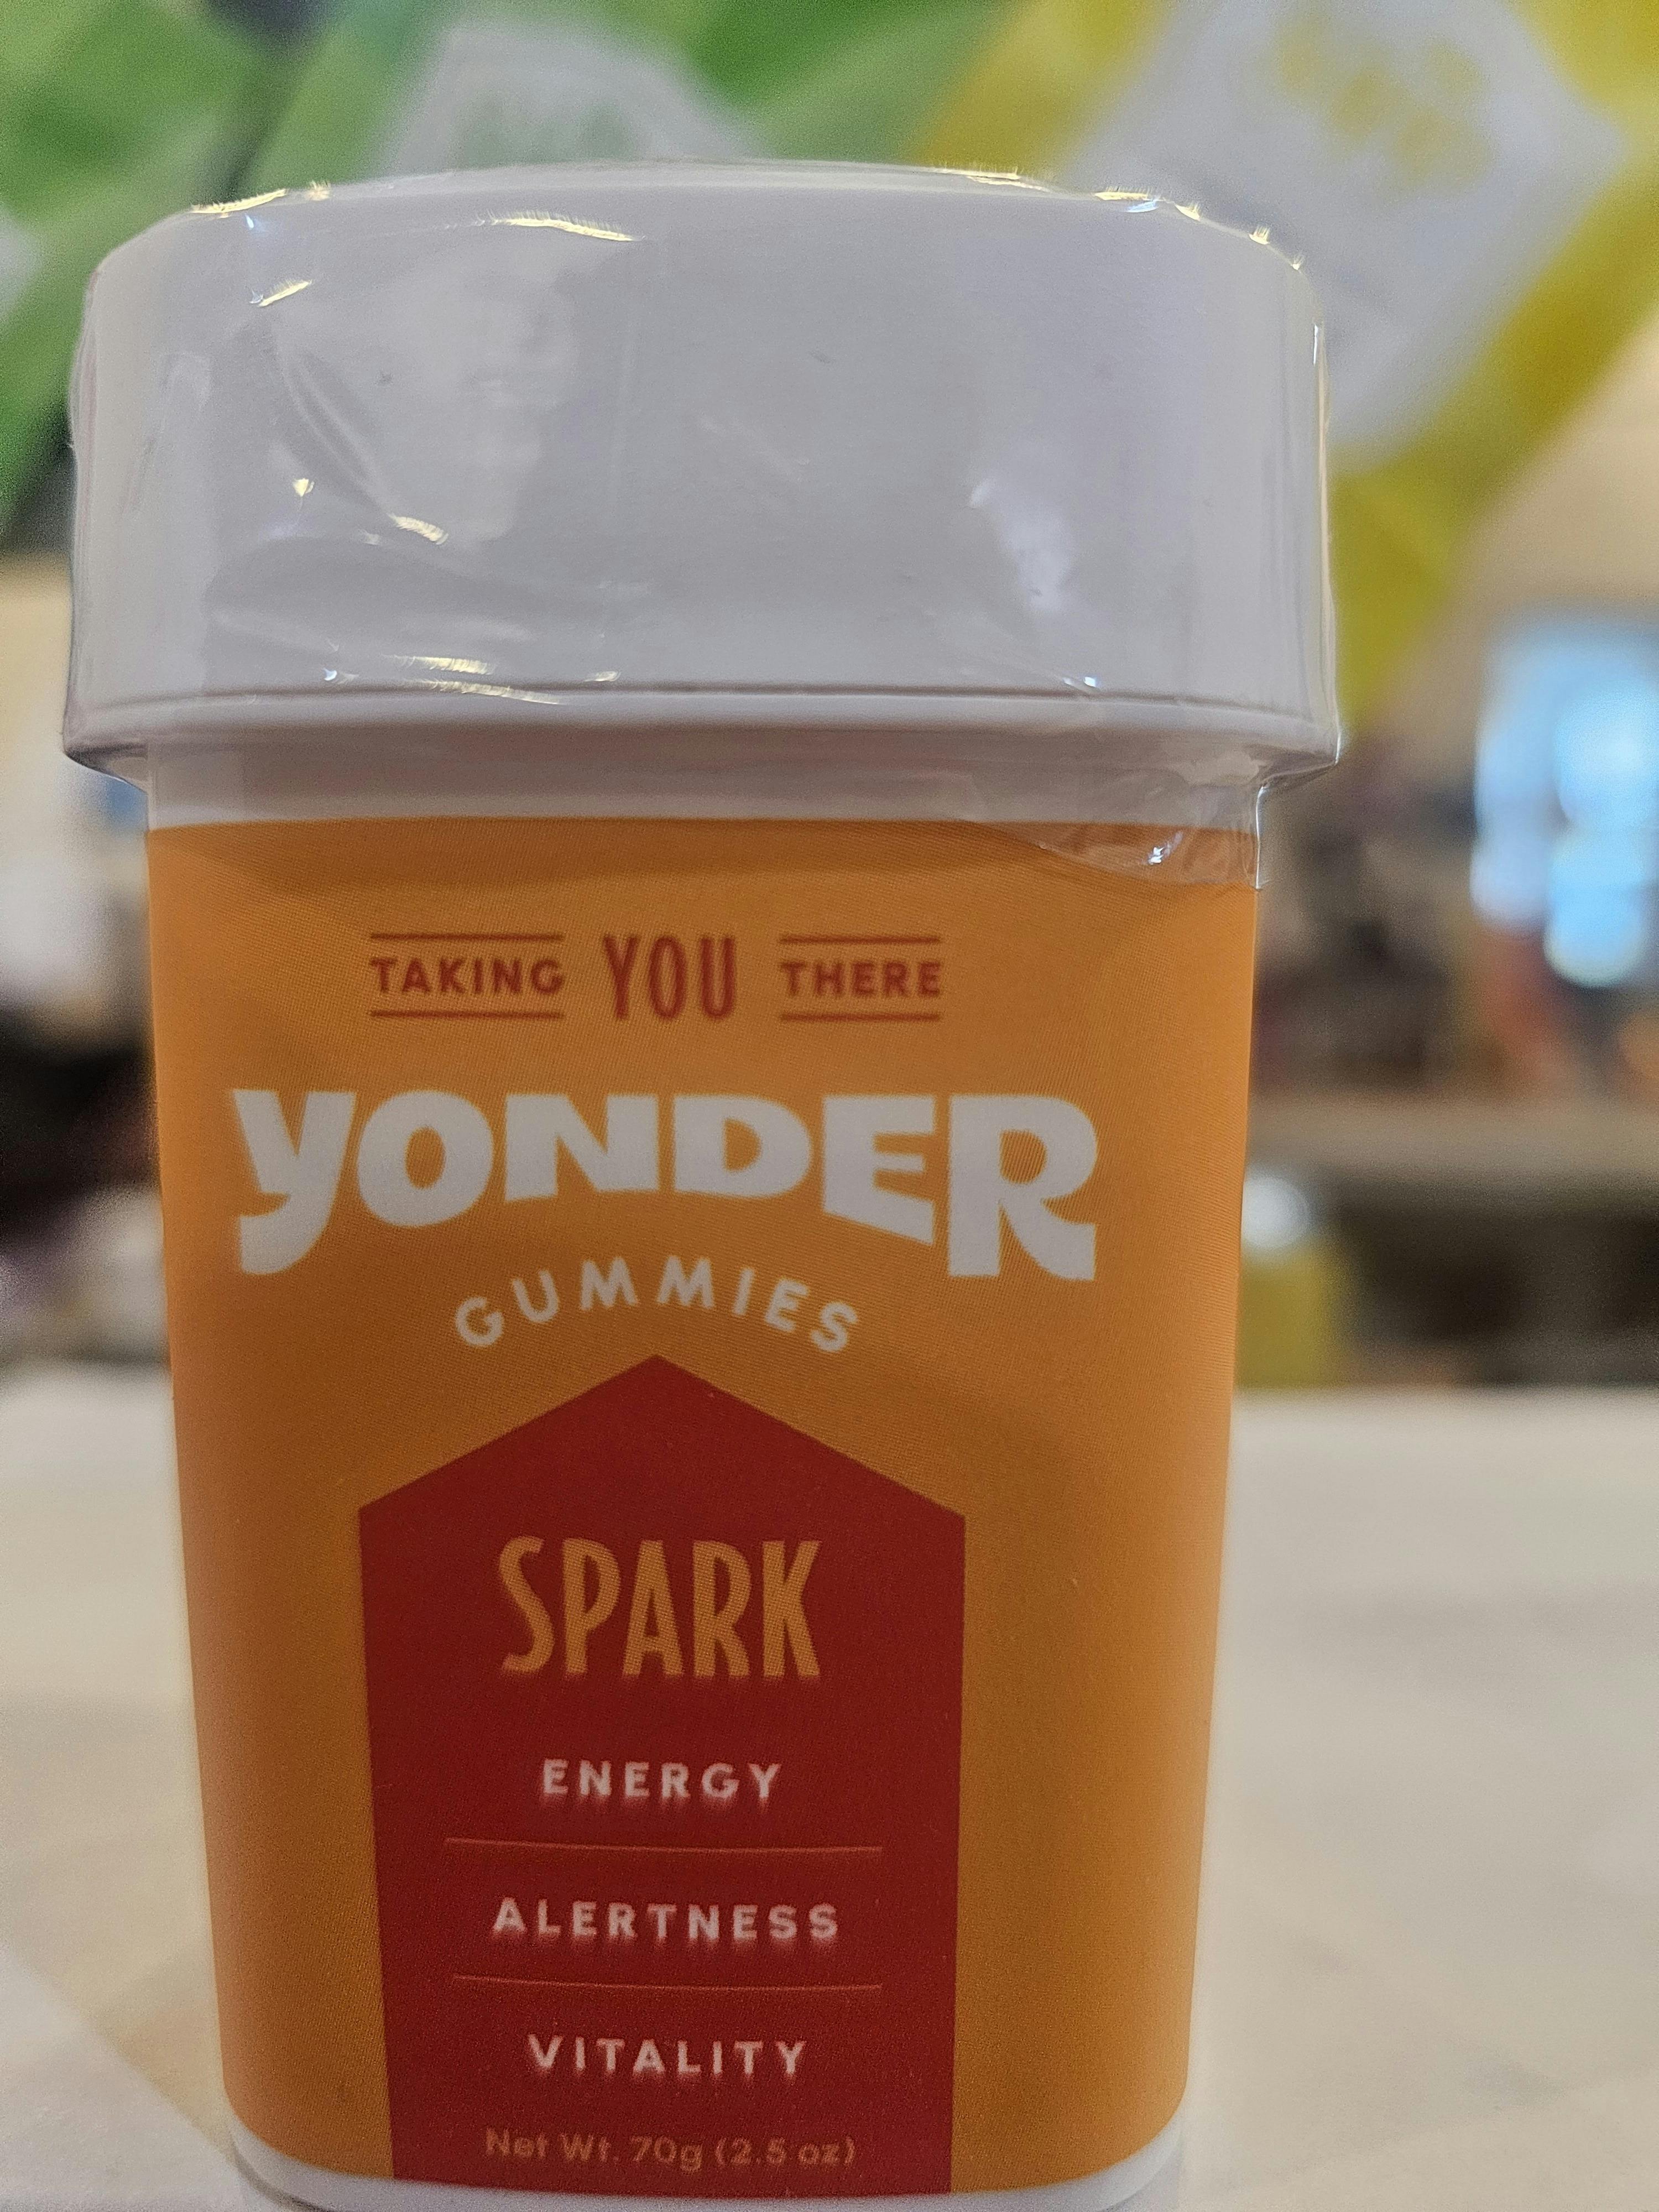 TAKING YOU THERE
YONDER
GUMMIES
SPARK
ENERGY
ALERTNESS
VITALITY
Net Wt. 70g (2.5 oz)